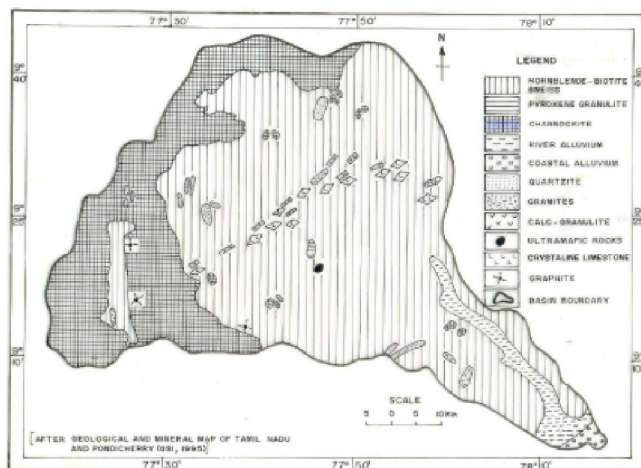 77° 30'
77° 50'
78° 10'
N
LEGEND
HORNBLENDE-BIOTITE
GNEISS
PYROXENE GRANULITE
CHARNOCKITE
RIVER ALLUVIUM
COASTAL ALLUVIUM
QUARTZITE
GRANITES
CALC-GRANULITE
ULTRAMAFIC ROCKS
CRYSTALINE LIMESTONE
GRAPHITE
BASIN BOUNDARY
SCALE
5 0 5 10Km
[AFTER GEOLOGICAL AND MINERAL MAP OF TAMIL NADU
AND PONDICHERRY (GSI, 1995)]
77° 30'
77° 50'
78° 10'